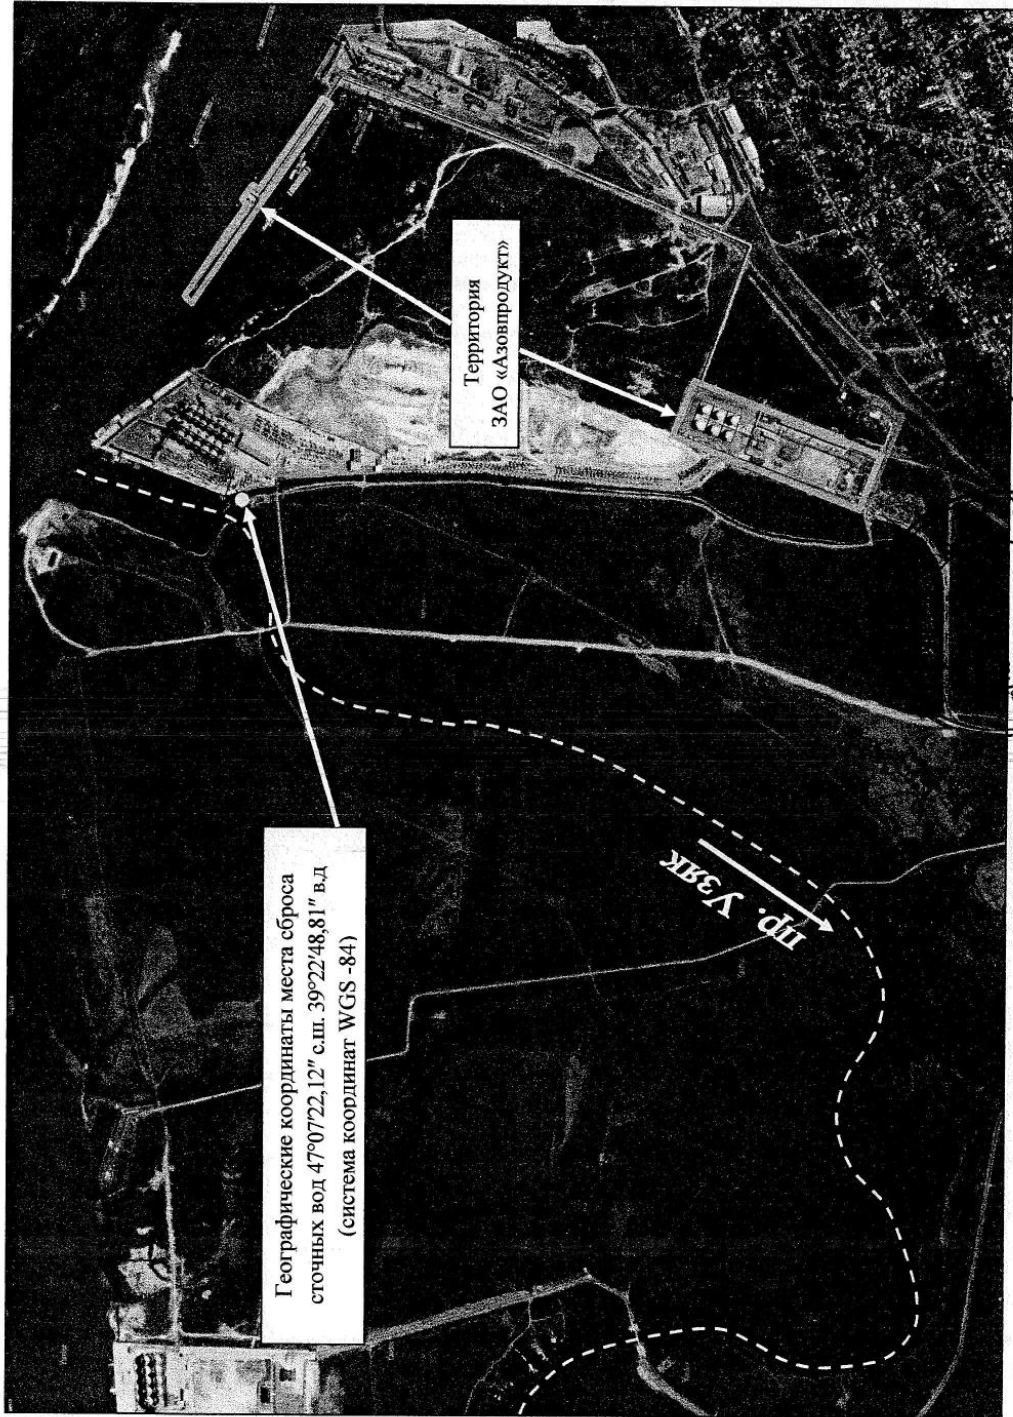 Географические координаты места сброса
сточных вод 47°07'22,12" с.ш. 39°22'48,81" в.д
(система координат WGS -84)
Территория
ЗАО «Азовпродукт»
пр. Узяк